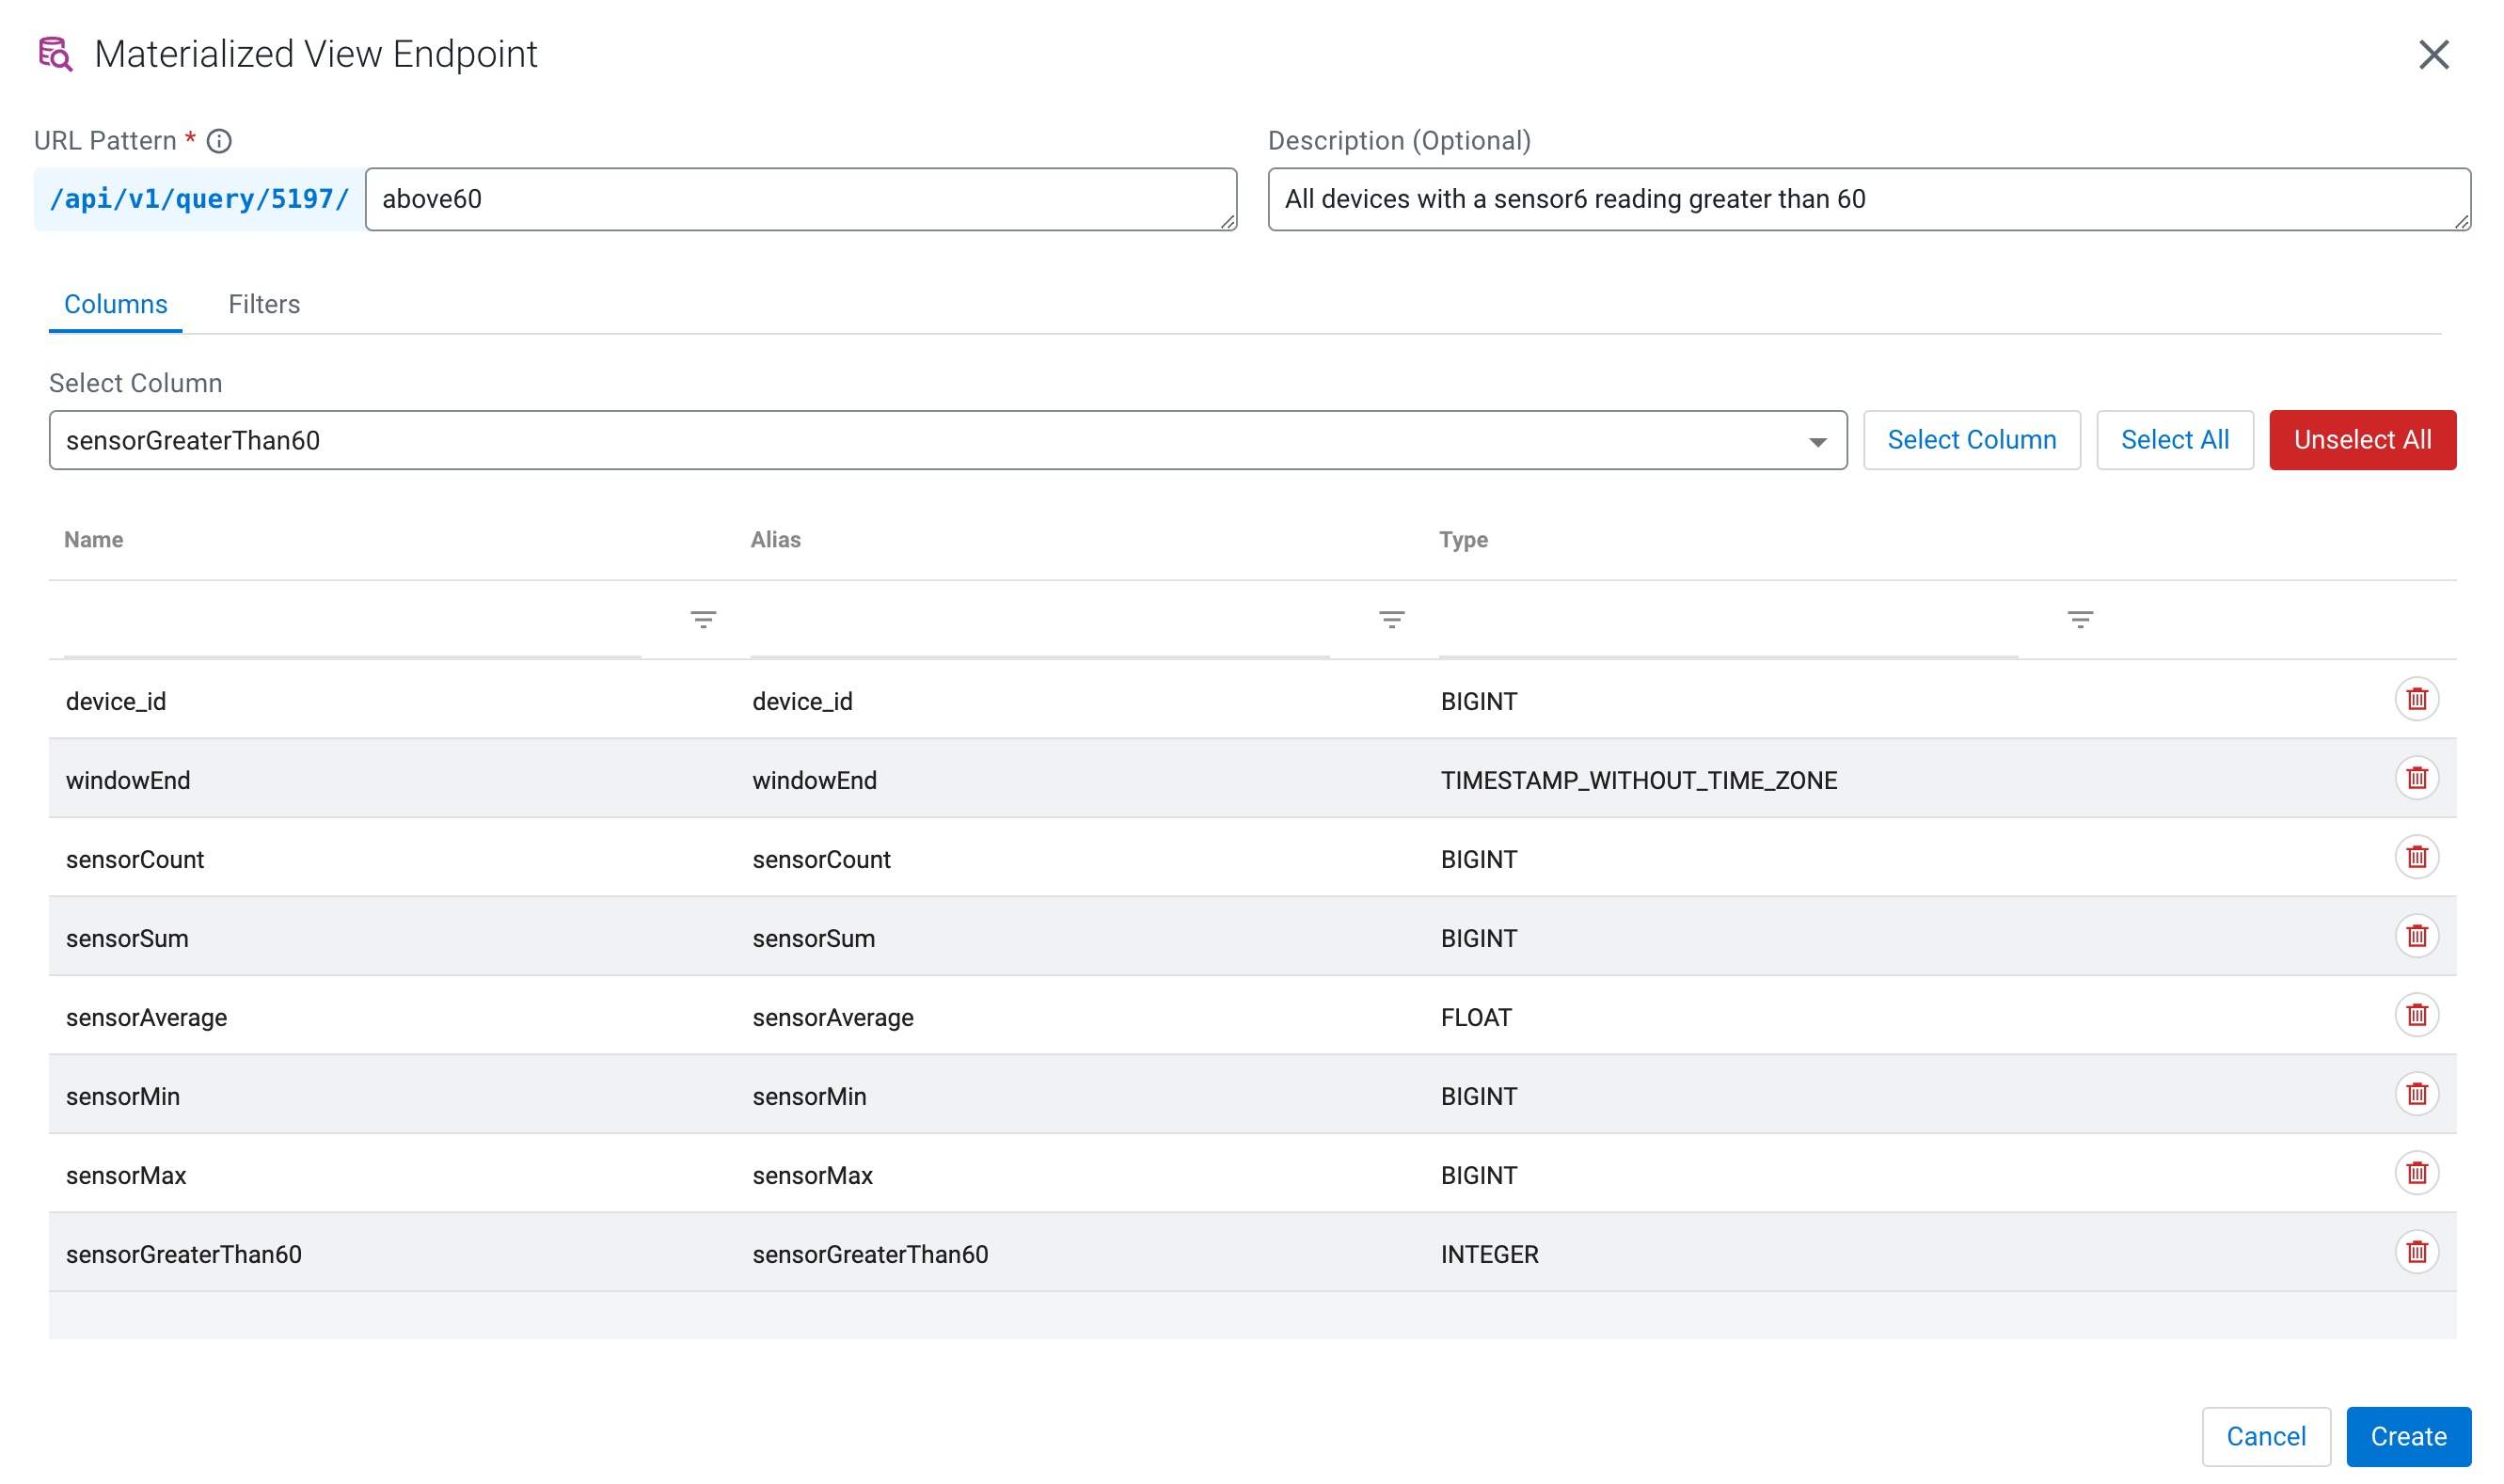 Materialized View Endpoint
URL Pattern *
Description (Optional)
/api/v1/query/5197/ above60
All devices with a sensor6 reading greater than 60
Columns Filters
Select Column
sensorGreaterThan60 Select Column Select All Unselect All
Name Alias Type
device_id device_id BIGINT
windowEnd windowEnd TIMESTAMP_WITHOUT_TIME_ZONE
sensorCount sensorCount BIGINT
sensorSum sensorSum BIGINT
sensorAverage sensorAverage FLOAT
sensorMin sensorMin BIGINT
sensorMax sensorMax BIGINT
sensorGreaterThan60 sensorGreaterThan60 INTEGER
Cancel Create